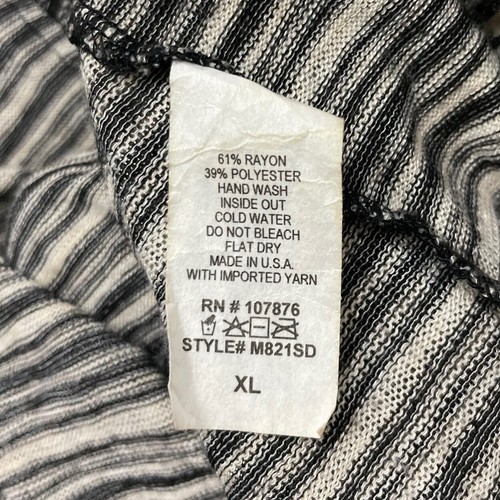 61% RAYON
39% POLYESTER
HAND WASH
INSIDE OUT
COLD WATER
DO NOT BLEACH
FLAT DRY
MADE IN U.S.A.
WITH IMPORTED YARN
RN # 107876
STYLE# M821SD
XL